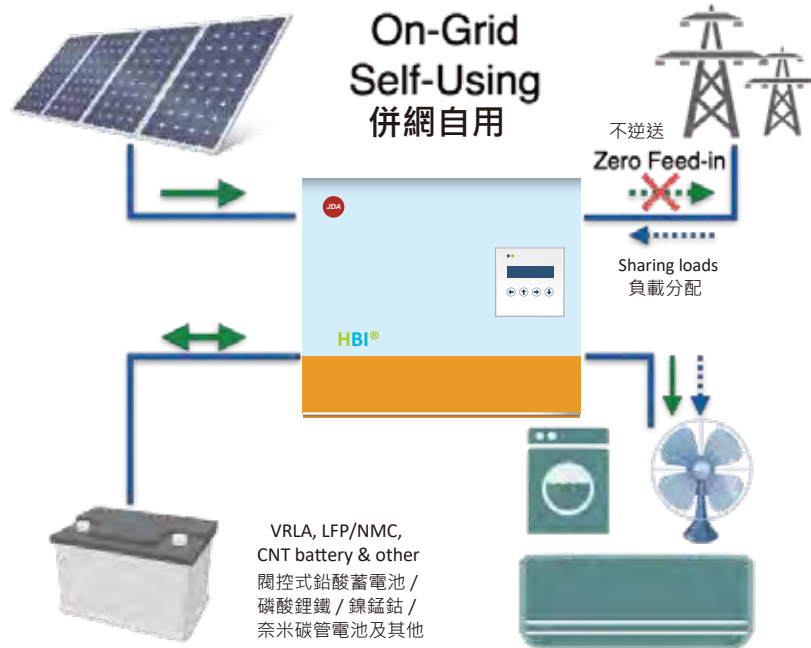 On-Grid
Self-Using
併網自用
不逆送
Zero Feed-in
Sharing loads
負載分配
JDA
HBI®
VRLA, LFP/NMC,
CNT battery & other
閥控式鉛酸蓄電池 /
磷酸鋰鐵 / 鎳錳鈷 /
奈米碳管電池及其他